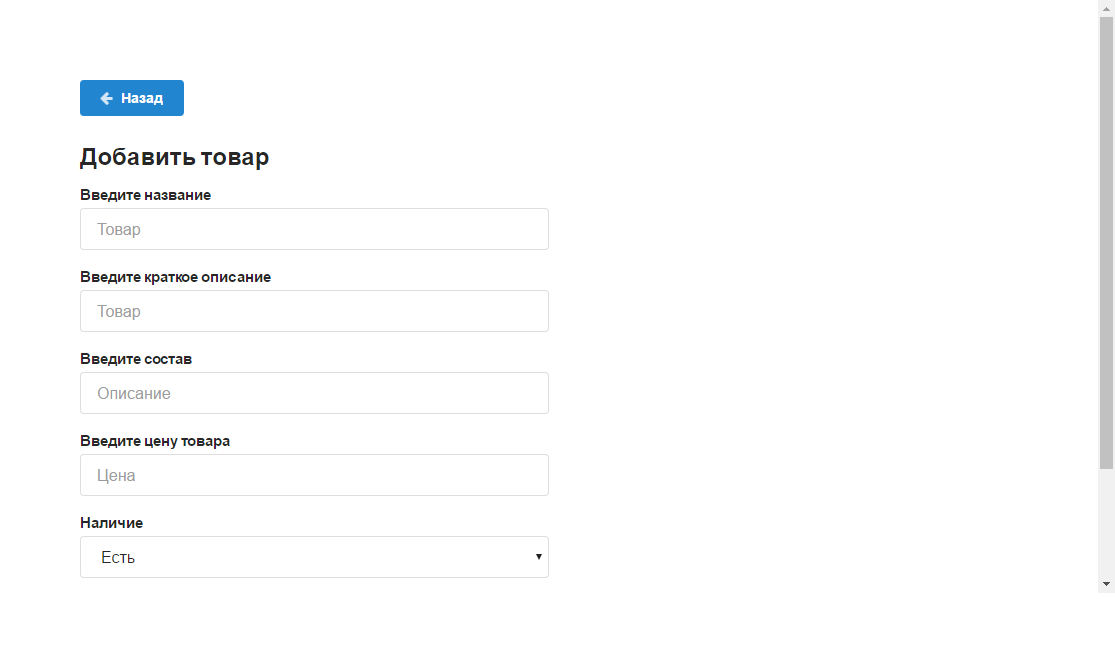 Назад
Добавить товар
Введите название
Товар
Введите краткое описание
Товар
Введите состав
Описание
Введите цену товара
Цена
Наличие
Есть